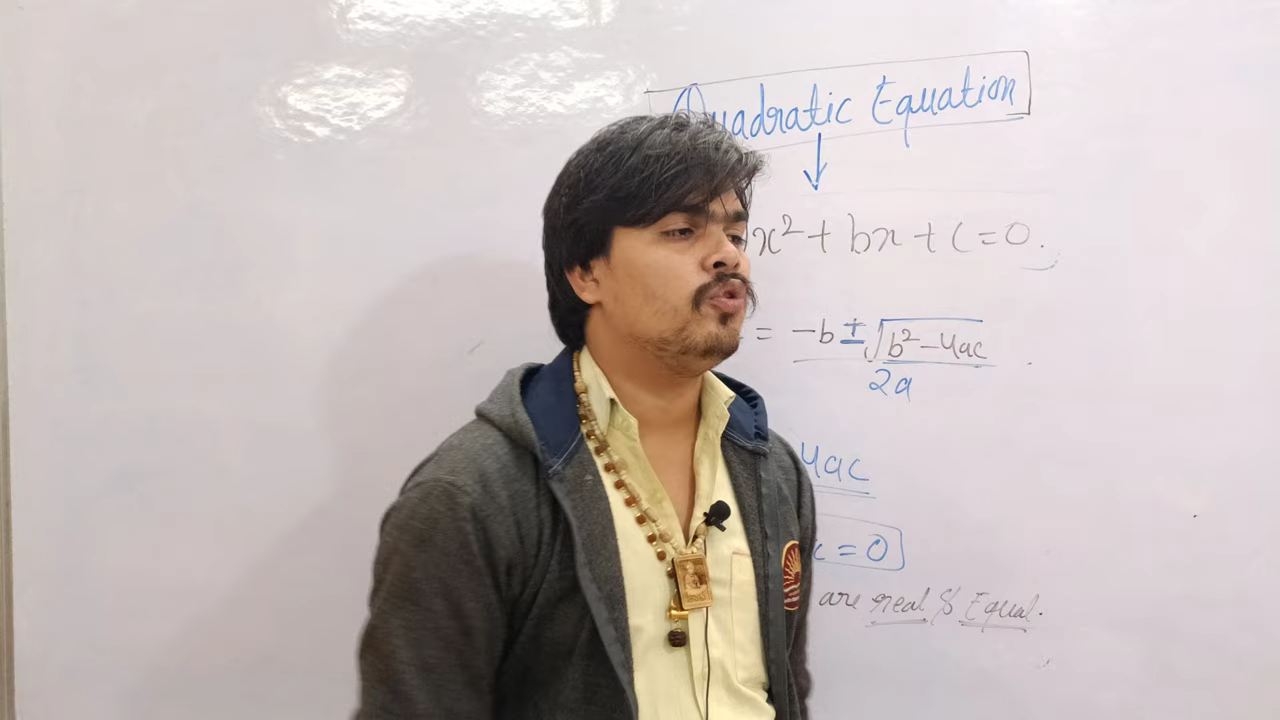 Quadratic Equation
x² + bx + c = 0.
= -b ± √b² - 4ac
2a
4ac
c = 0
are real & Equal.